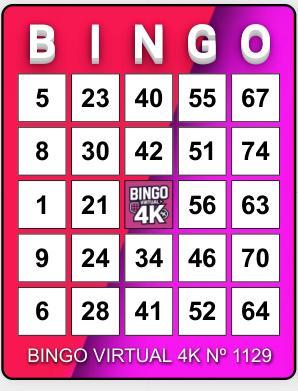 B I N G O
5 23 40 55 67
8 30 42 51 74
1 21 BINGO VIRTUAL 4K 56 63
9 24 34 46 70
6 28 41 52 64
BINGO VIRTUAL 4K Nº 1129